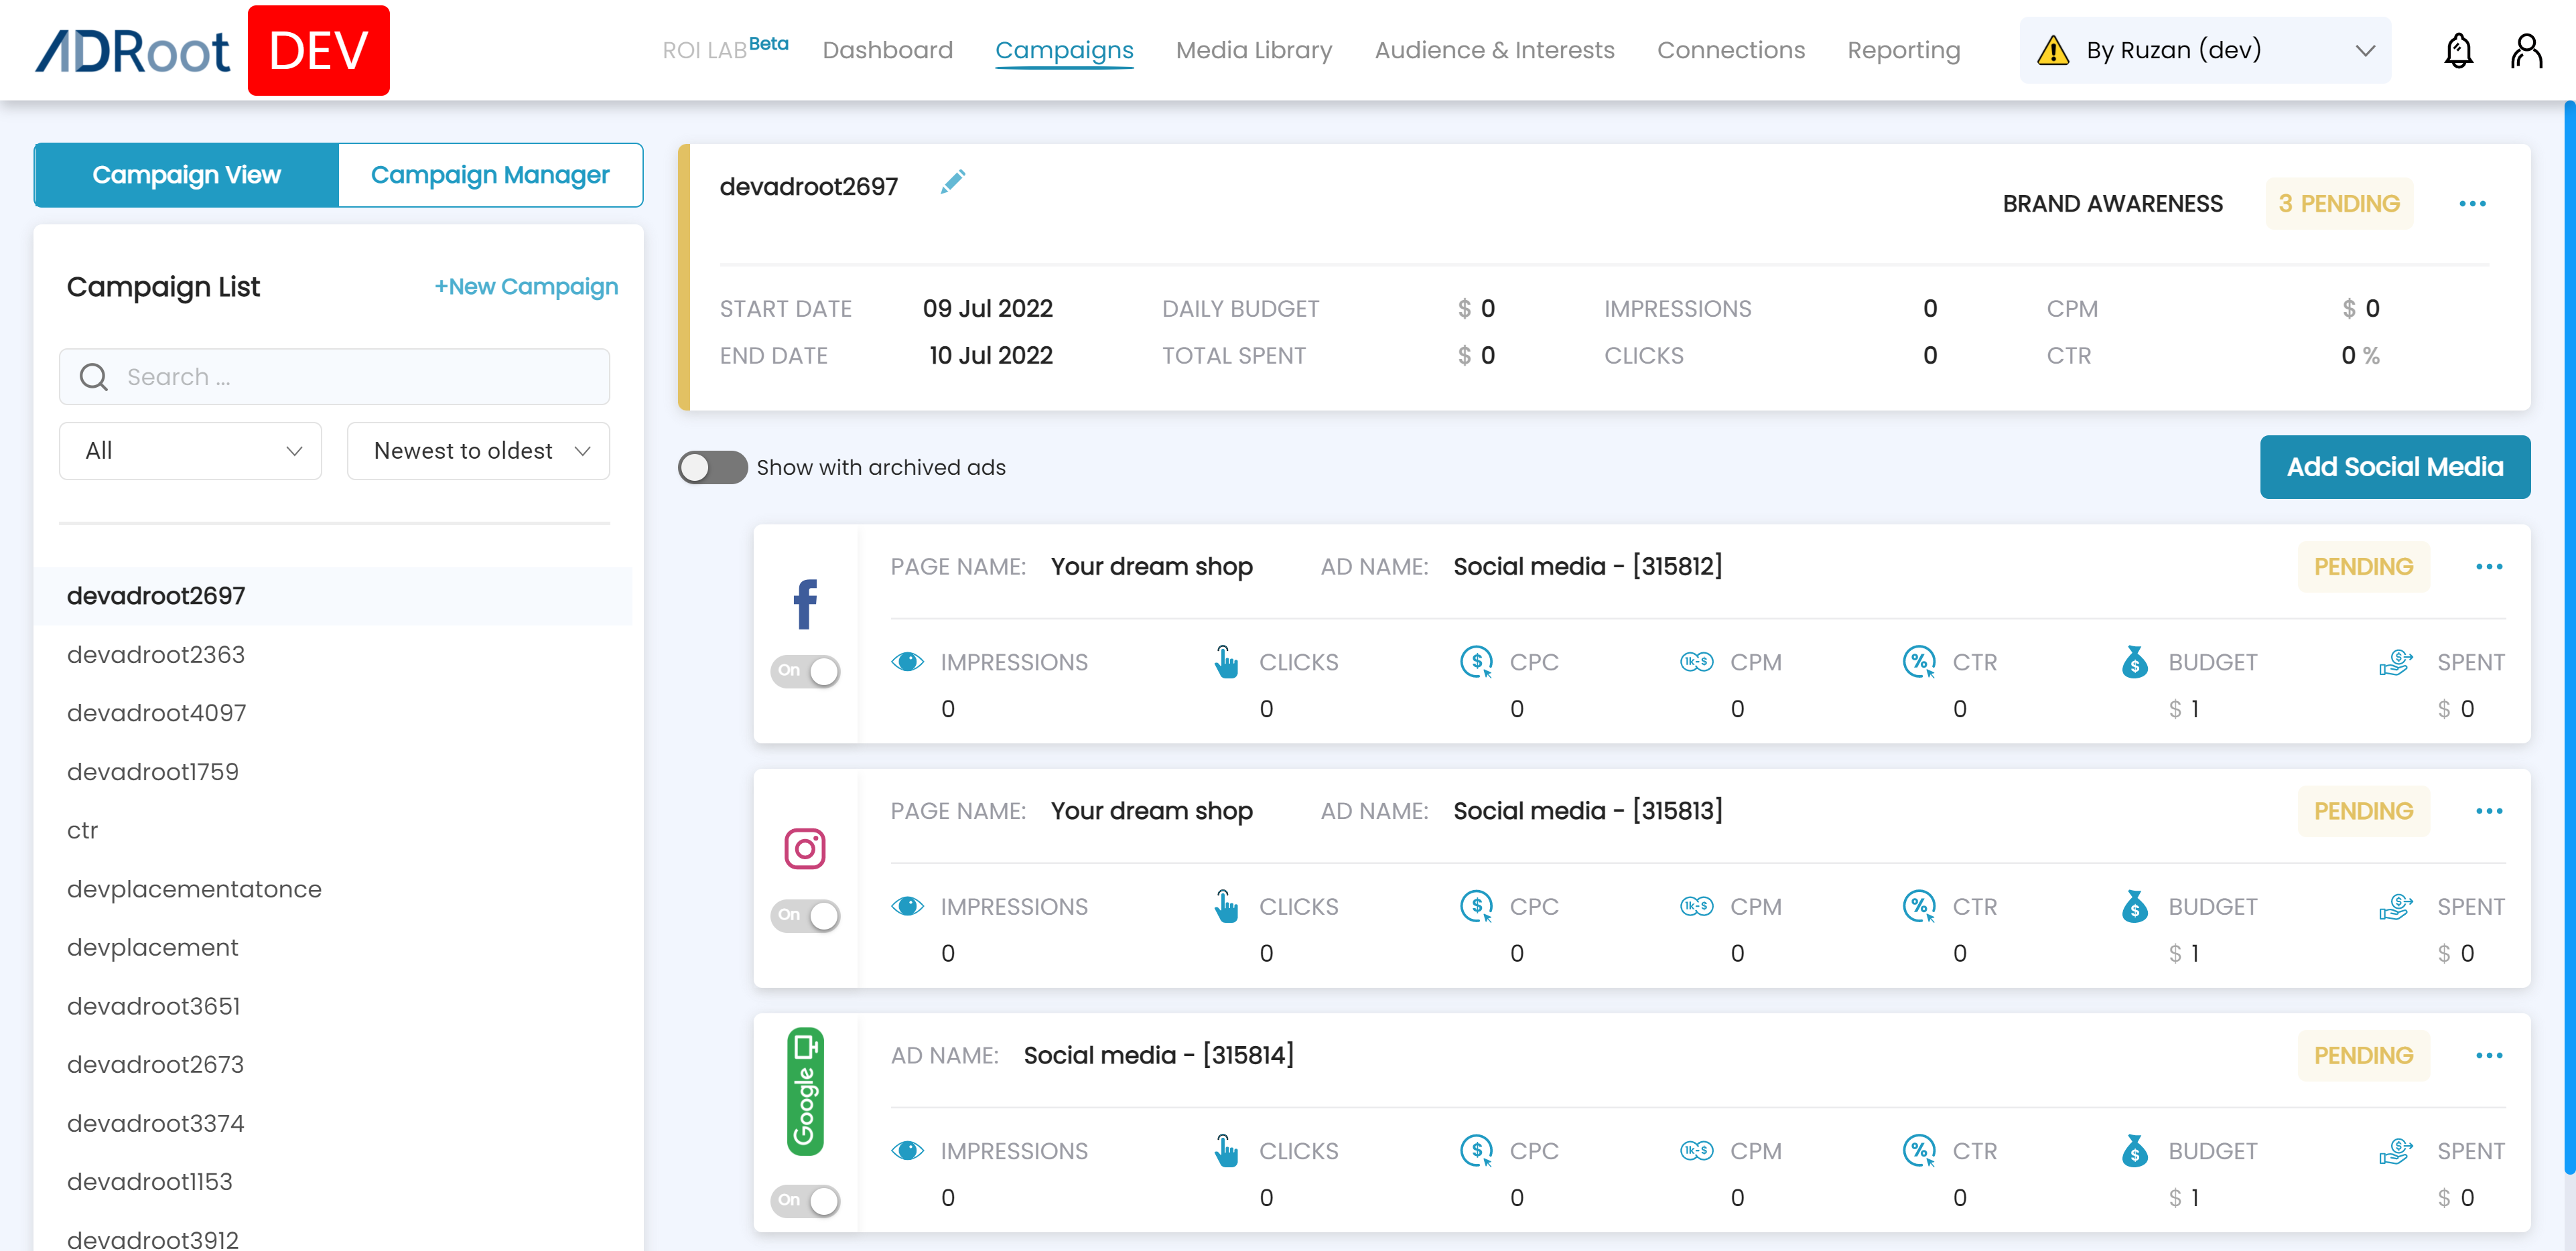 ADRoot DEV
ROI LAB Beta Dashboard Campaigns Media Library Audience & Interests Connections Reporting By Ruzan (dev)
Campaign View Campaign Manager
Campaign List +New Campaign
Search ...
All Newest to oldest
devadroot2697
devadroot2363
devadroot4097
devadroot1759
ctr
devplacementatonce
devplacement
devadroot3651
devadroot2673
devadroot3374
devadroot1153
devadroot3912
devadroot2697 BRAND AWARENESS 3 PENDING
START DATE 09 Jul 2022 DAILY BUDGET $ 0 IMPRESSIONS 0 CPM $ 0
END DATE 10 Jul 2022 TOTAL SPENT $ 0 CLICKS 0 CTR 0 %
Show with archived ads Add Social Media
PAGE NAME: Your dream shop AD NAME: Social media - [315812] PENDING
On
IMPRESSIONS CLICKS CPC 1k-$ CPM CTR BUDGET SPENT
0 0 0 0 0 $ 1 $ 0
PAGE NAME: Your dream shop AD NAME: Social media - [315813] PENDING
On
IMPRESSIONS CLICKS CPC 1k-$ CPM CTR BUDGET SPENT
0 0 0 0 0 $ 1 $ 0
Google
On
AD NAME: Social media - [315814] PENDING
IMPRESSIONS CLICKS CPC 1k-$ CPM CTR BUDGET SPENT
0 0 0 0 0 $ 1 $ 0